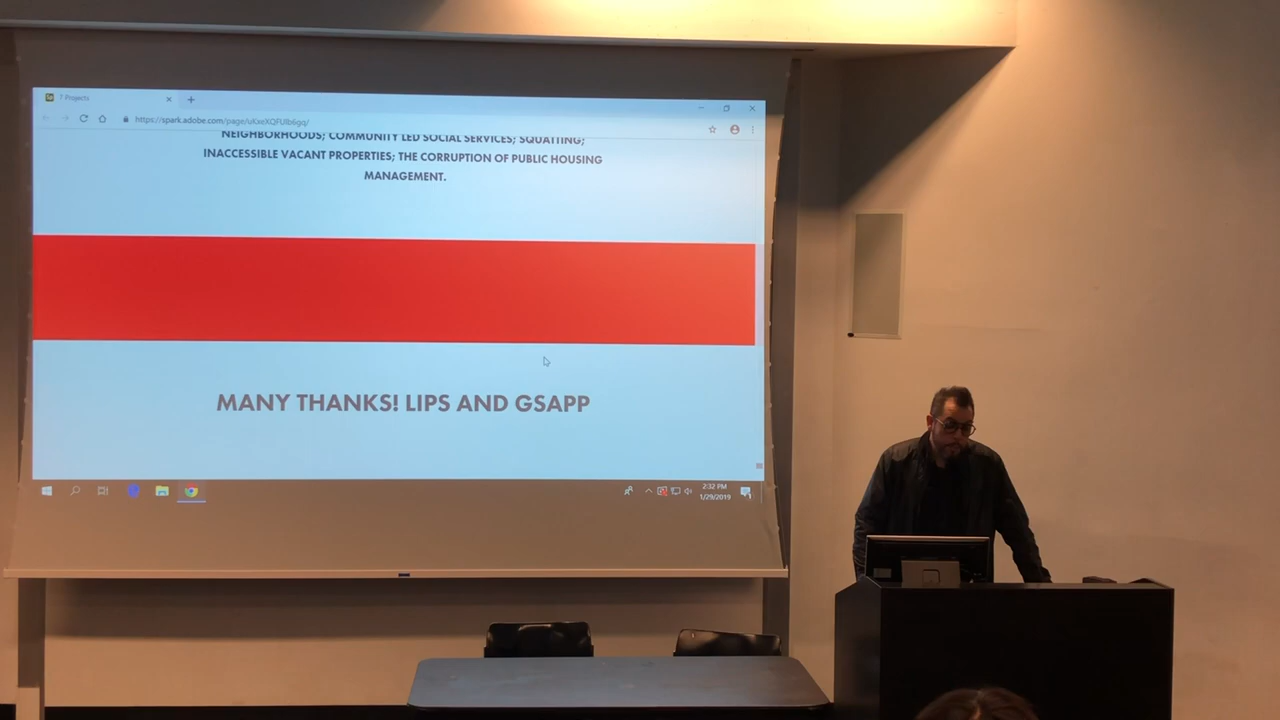 7 Projects
https://spark.adobe.com/page/uKxeXQFUlb6gq/
NEIGHBORHOODS; COMMUNITY LED SOCIAL SERVICES; SQUATTING;
INACCESSIBLE VACANT PROPERTIES; THE CORRUPTION OF PUBLIC HOUSING
MANAGEMENT.
MANY THANKS! LIPS AND GSAPP
2:32 PM
1/29/2019